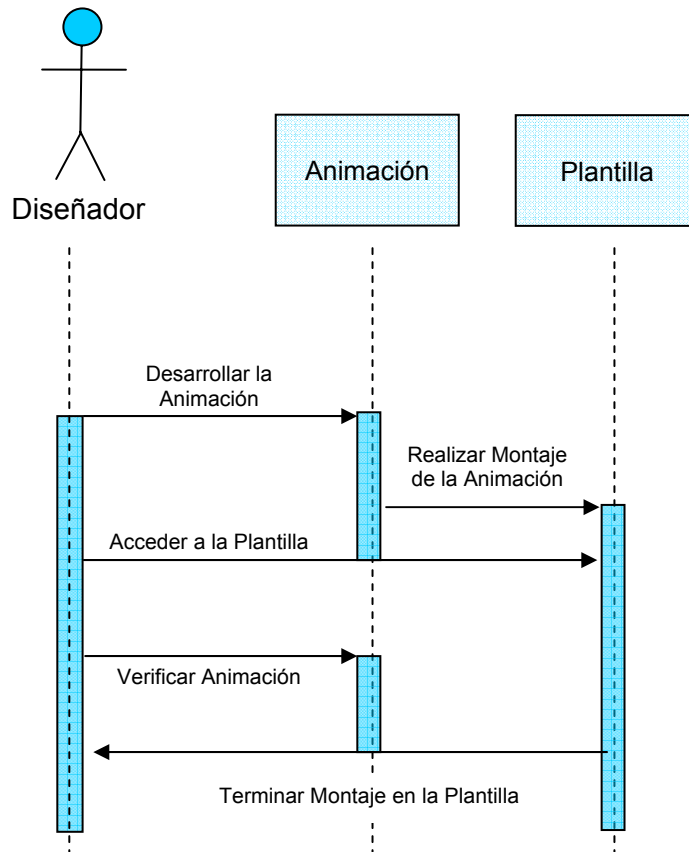 Diseñador
Animación
Plantilla
Desarrollar la
Animación
Realizar Montaje
de la Animación
Acceder a la Plantilla
Verificar Animación
Terminar Montaje en la Plantilla